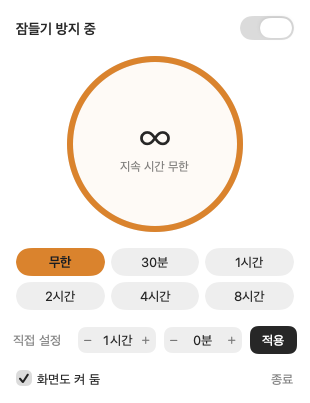 잠들기 방지 중
∞
지속 시간 무한
무한 30분 1시간
2시간 4시간 8시간
직접 설정 − 1시간 + − 0분 + 적용
화면도 켜 둠 종료